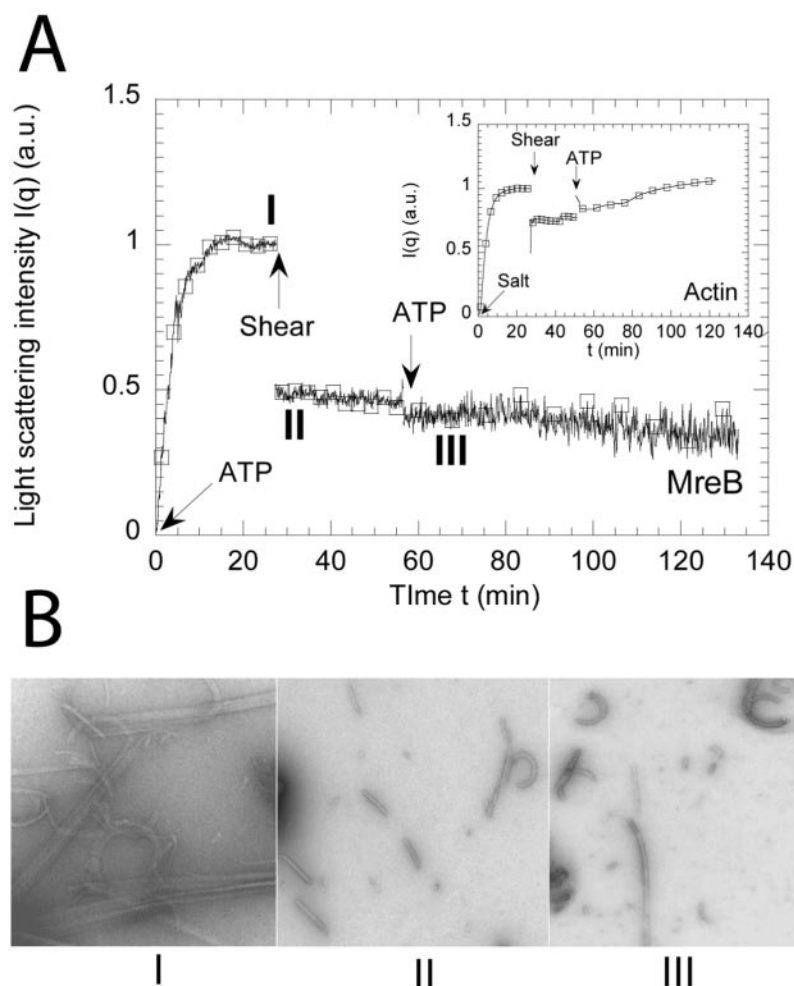 A
Light scattering intensity I(q) (a.u.)
1.5
1
0.5
0
I
Shear
ATP
II
III
ATP
MreB
0
20
40
60
80
100
120
140
TIme t (min)
I(q) (a.u.)
1.5
1
0.5
0
Shear
ATP
Salt
Actin
0
20
40
60
80
100
120
140
t (min)
B
I
II
III